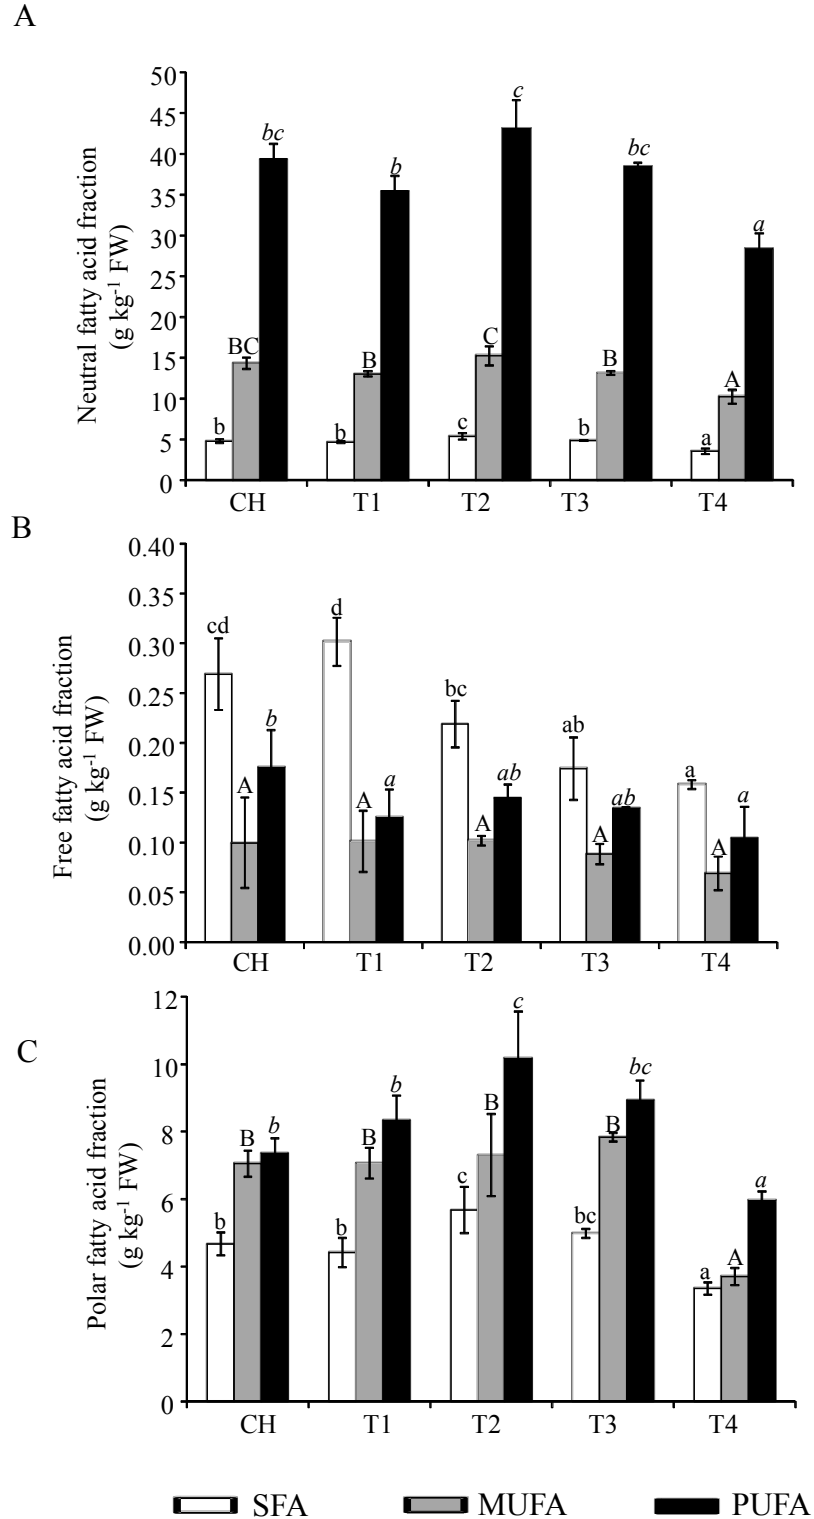 A
Neutral fatty acid fraction
(g kg⁻¹ FW)
50
45
40
35
30
25
20
15
10
5
0
bc
b
c
bc
a
BC
B
C
B
A
b
b
c
b
a
CH T1 T2 T3 T4
B
Free fatty acid fraction
(g kg⁻¹ FW)
0.40
0.35
0.30
0.25
0.20
0.15
0.10
0.05
0.00
cd
d
bc
ab
a
b
a
ab
ab
a
A
A
A
A
A
CH T1 T2 T3 T4
C
Polar fatty acid fraction
(g kg⁻¹ FW)
12
10
8
6
4
2
0
b
b
c
bc
a
B
B
B
B
A
b
b
c
bc
a
CH T1 T2 T3 T4
SFA MUFA PUFA